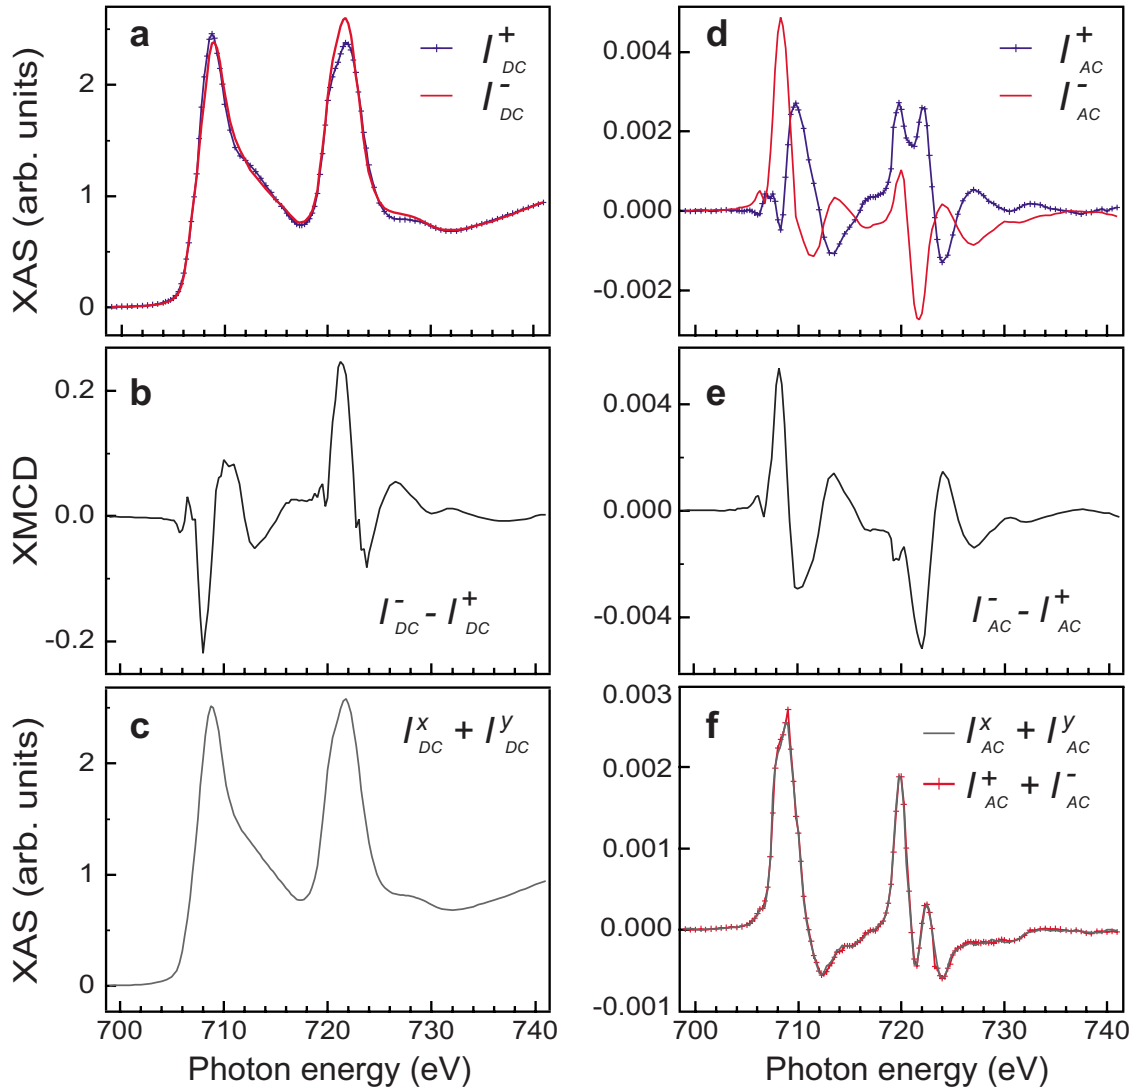 a
I+DC
I-DC
2
1
0
XAS (arb. units)
d
I+AC
I-AC
0.004
0.002
0.000
-0.002
b
0.2
0.0
-0.2
XMCD
I-DC - I+DC
e
0.004
0.000
-0.004
I-AC - I+AC
c
IxDC + IyDC
2
1
0
XAS (arb. units)
700 710 720 730 740
Photon energy (eV)
f
IxAC + IyAC
I+AC + I-AC
0.003
0.002
0.001
0.000
-0.001
700 710 720 730 740
Photon energy (eV)